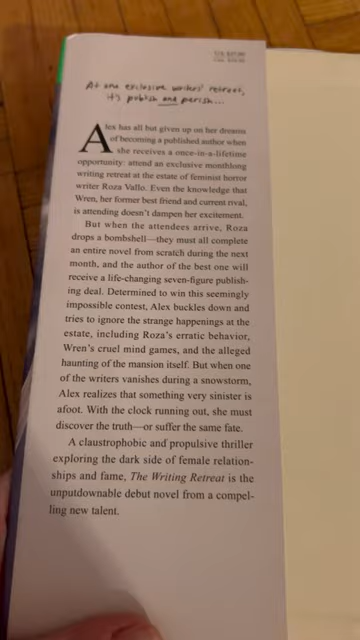 At one exclusive writers' retreat,
it's publish and perish...
Alex has all but given up on her dreams
of becoming a published author when
she receives a once-in-a-lifetime
opportunity: attend an exclusive monthlong
writing retreat at the estate of feminist horror
writer Roza Vallo. Even the knowledge that
Wren, her former best friend and current rival,
is attending doesn't dampen her excitement.
But when the attendees arrive, Roza
drops a bombshell—they must all complete
an entire novel from scratch during the next
month, and the author of the best one will
receive a life-changing seven-figure publish-
ing deal. Determined to win this seemingly
impossible contest, Alex buckles down and
tries to ignore the strange happenings at the
estate, including Roza's erratic behavior,
Wren's cruel mind games, and the alleged
haunting of the mansion itself. But when one
of the writers vanishes during a snowstorm,
Alex realizes that something very sinister is
afoot. With the clock running out, she must
discover the truth—or suffer the same fate.
A claustrophobic and propulsive thriller
exploring the dark side of female relation-
ships and fame, The Writing Retreat is the
unputdownable debut novel from a compel-
ling new talent.